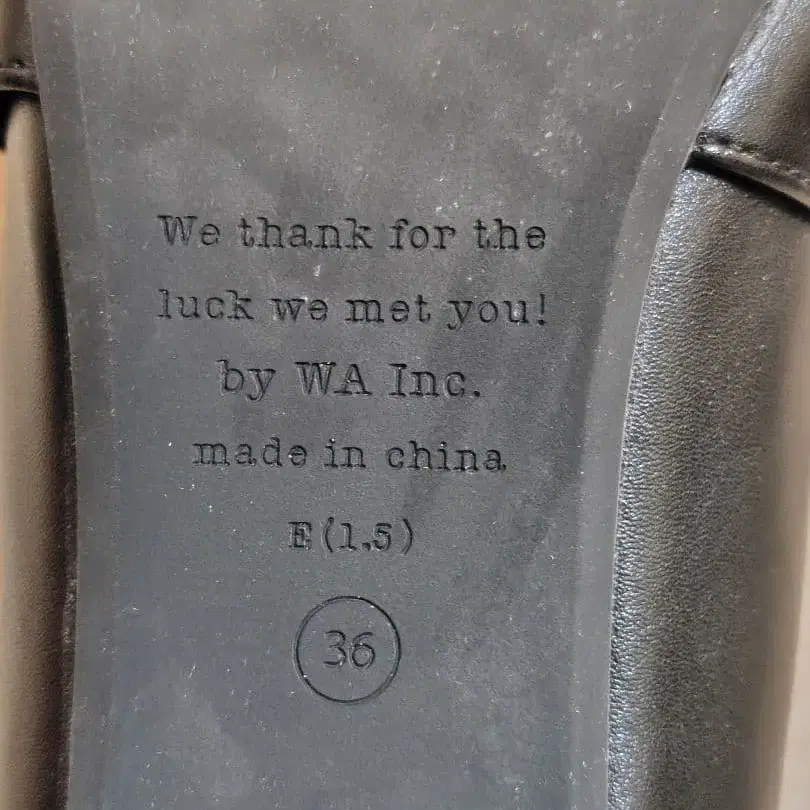 We thank for the
luck we met you!
by WA Inc.
made in china
E(1.5)
36